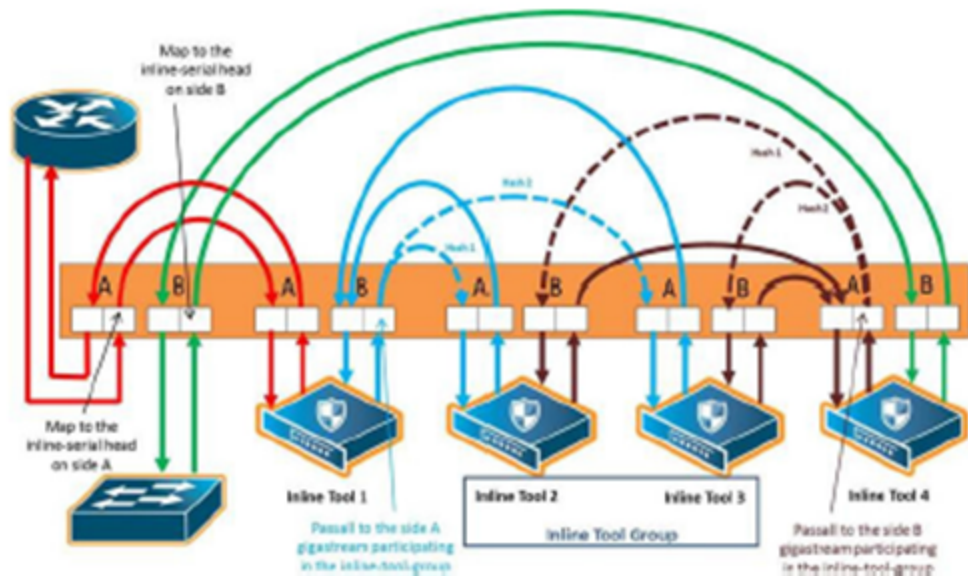 Map to the
inline-serial head
on side B
Hash 1
Hash 2
Hash 2
Hash 1
A
B
A
B
A
B
A
B
A
B
Map to the
inline-serial head
on side A
Inline Tool 1
Inline Tool 2
Inline Tool 3
Inline Tool 4
Inline Tool Group
Passall to the side A
gigastream participating
in the inline-tool-group
Passall to the side B
gigastream participating
in the inline-tool-group